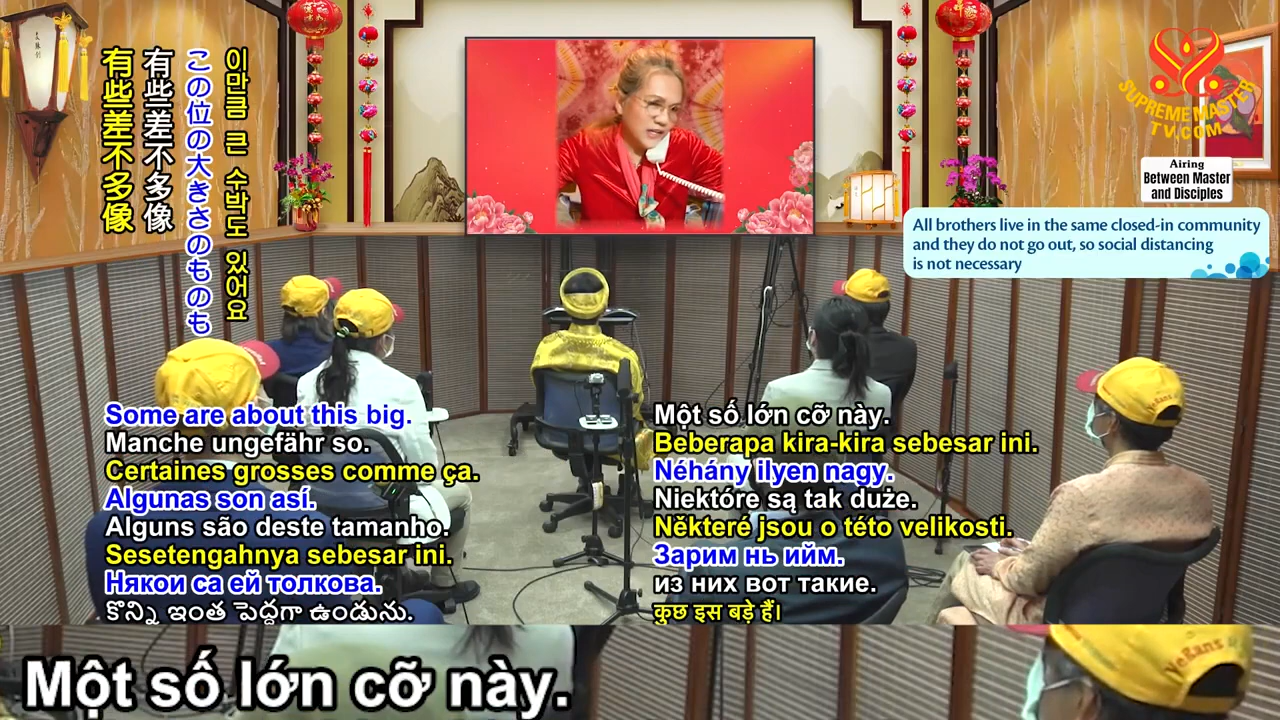 有些差不多像
有些差不多像
この位の大きさのものも
이만큼 큰 수박도 있어요
SUPREME MASTER
TV.COM
Airing
Between Master
and Disciples
All brothers live in the same closed-in community
and they do not go out, so social distancing
is not necessary
Some are about this big.
Manche ungefähr so.
Certaines grosses comme ça.
Algunas son así.
Alguns são deste tamanho.
Sesetengahnya sebesar ini.
Някои са ей толкова.
కొన్ని ఇంత పెద్దగా ఉండును.
Một số lớn cỡ này.
Beberapa kira-kira sebesar ini.
Néhány ilyen nagy.
Niektóre są tak duże.
Některé jsou o této velikosti.
Зарим нь ийм.
из них вот такие.
कुछ इस बड़े हैं।
Một số lớn cỡ này.